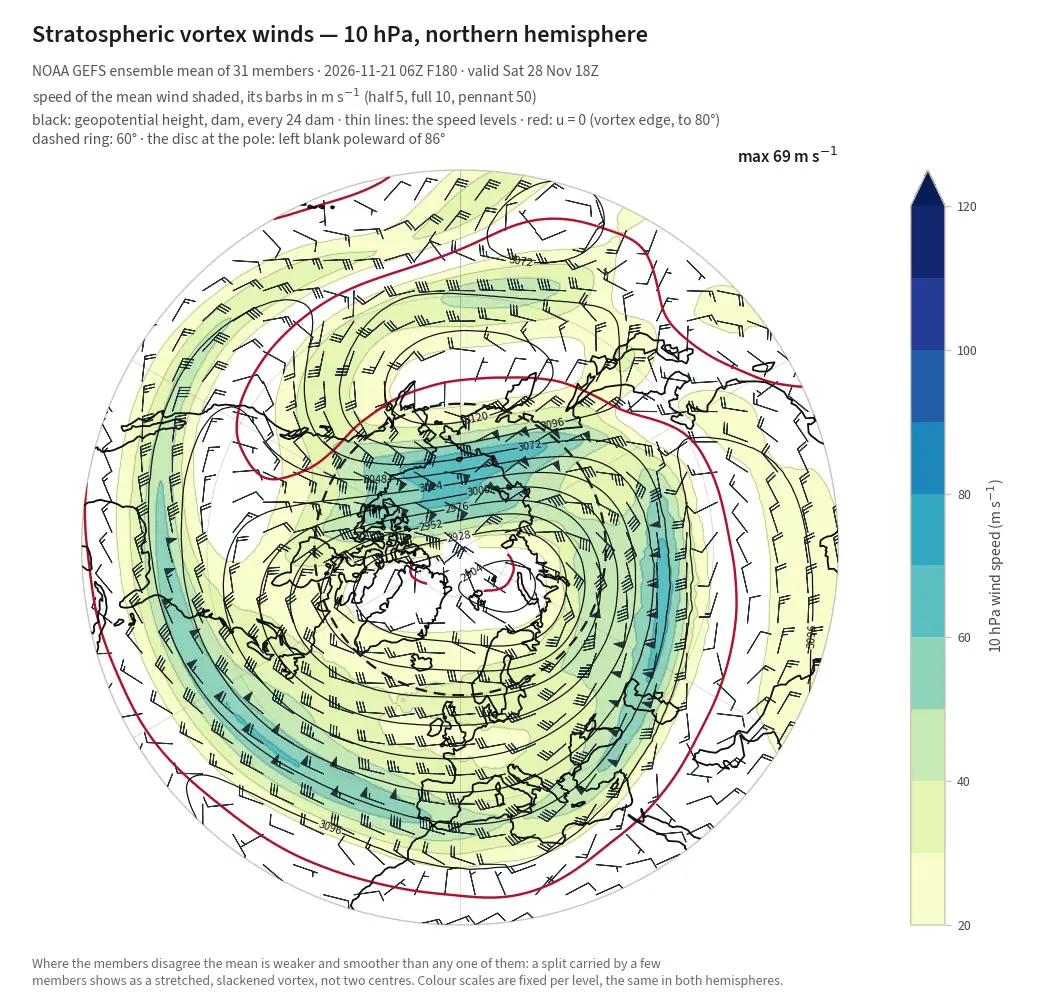 Stratospheric vortex winds — 10 hPa, northern hemisphere
NOAA GEFS ensemble mean of 31 members · 2026-11-21 06Z F180 · valid Sat 28 Nov 18Z
speed of the mean wind shaded, its barbs in m s⁻¹ (half 5, full 10, pennant 50)
black: geopotential height, dam, every 24 dam · thin lines: the speed levels · red: u = 0 (vortex edge, to 80°)
dashed ring: 60° · the disc at the pole: left blank poleward of 86°
max 69 m s⁻¹
120
100
80
60
40
20
10 hPa wind speed (m s⁻¹)
3072
3120
3096
3072
3048
3024
3000
2976
2952
2928
2904
3096
3096
Where the members disagree the mean is weaker and smoother than any one of them: a split carried by a few
members shows as a stretched, slackened vortex, not two centres. Colour scales are fixed per level, the same in both hemispheres.